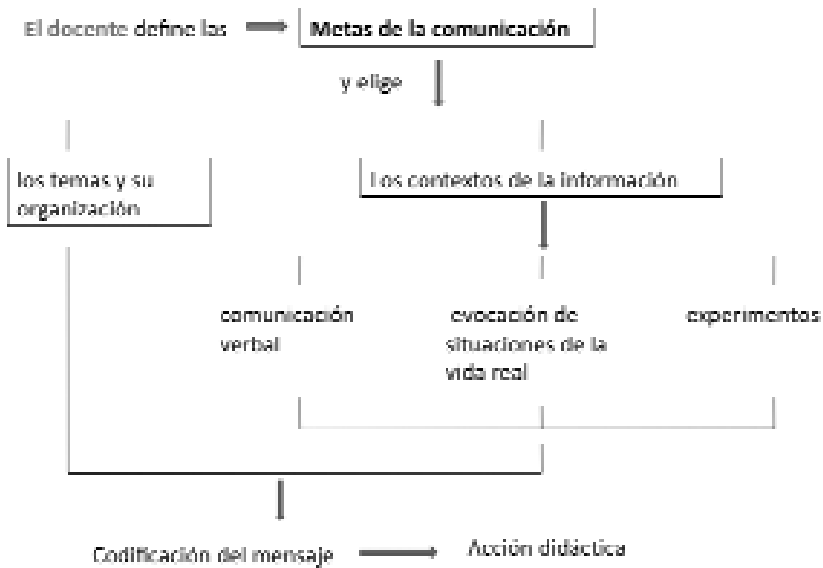 El docente define las
Metas de la comunicación
y elige
los temas y su
organización
Los contextos de la información
comunicación
verbal
evocación de
situaciones de la
vida real
experimentos
Codificación del mensaje
Acción didáctica